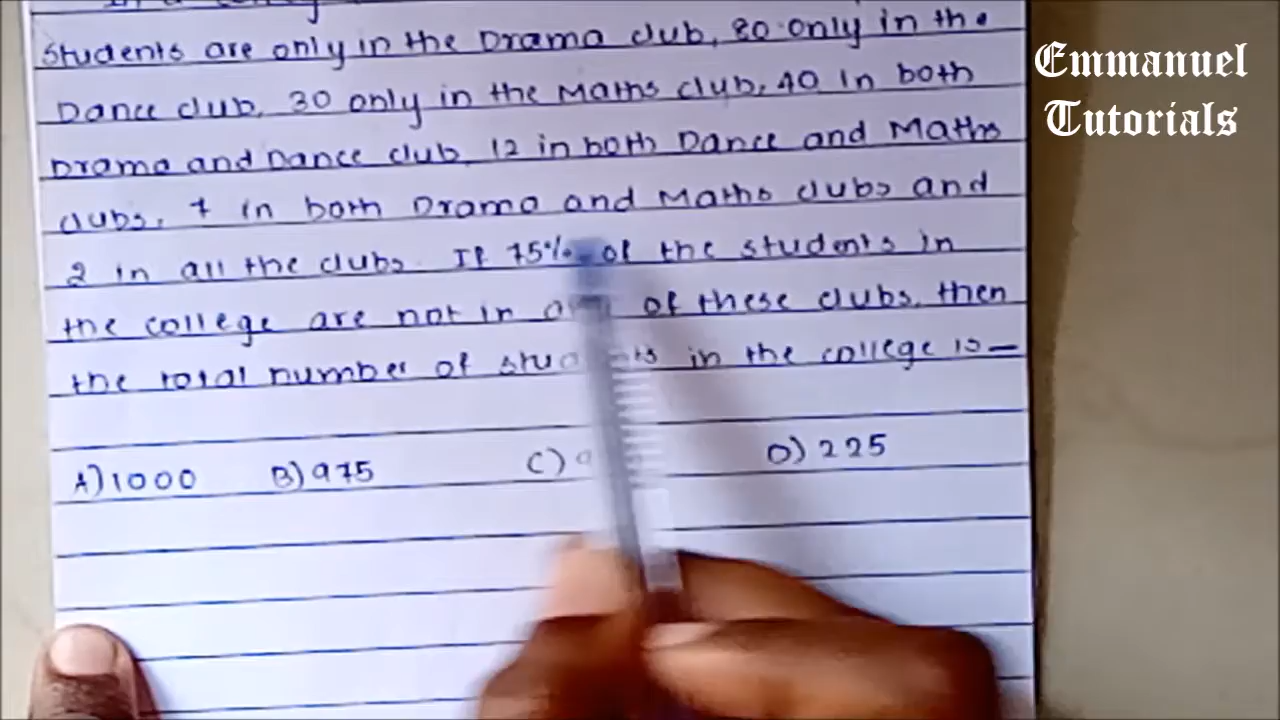 students are only in the Drama club, 80 only in the
Dance club, 30 only in the Maths club, 40 in both
Drama and Dance club, 12 in both Dance and Maths
clubs, 7 in both Drama and Maths clubs and
2 in all the clubs. If 75% of the students in
the college are not in of these clubs, then
the total number of students in the college is —
A) 1000 B) 975 C) 9 D) 225
Emmanuel
Tutorials